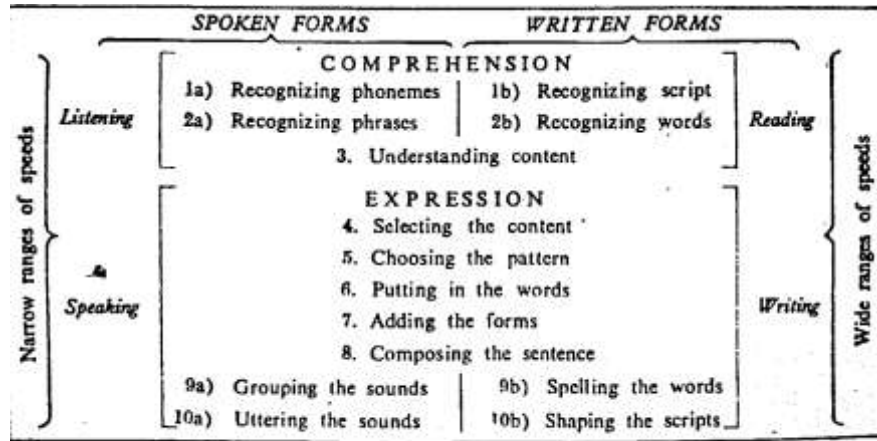 SPOKEN FORMS WRITTEN FORMS
COMPREHENSION
1a) Recognizing phonemes 1b) Recognizing script
Listening 2a) Recognizing phrases 2b) Recognizing words Reading
3. Understanding content
EXPRESSION
4. Selecting the content
5. Choosing the pattern
6. Putting in the words
Speaking Writing
7. Adding the forms
8. Composing the sentence
9a) Grouping the sounds 9b) Spelling the words
10a) Uttering the sounds 10b) Shaping the scripts
Narrow ranges of speeds
Wide ranges of speeds